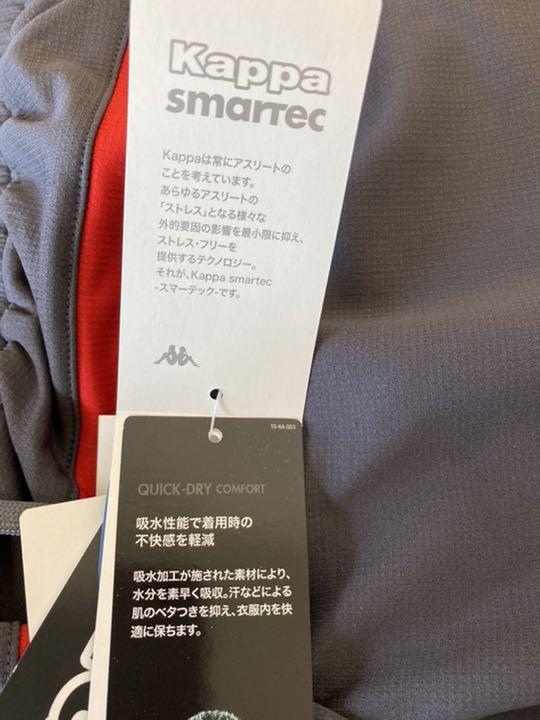 Kappa
smarтec
Kappaは常にアスリートの
ことを考えています。
あらゆるアスリートの
「ストレス」となる様々な
外的要因の影響を最小限に抑え、
ストレス・フリーを
提供するテクノロジー。
それが、Kappa smartec
-スマーテック-です。
TG-KA-G03
QUICK-DRY COMFORT
吸水性能で着用時の
不快感を軽減
吸水加工が施された素材により、
水分を素早く吸収。汗などによる
肌のベタつきを抑え、衣服内を快
適に保ちます。